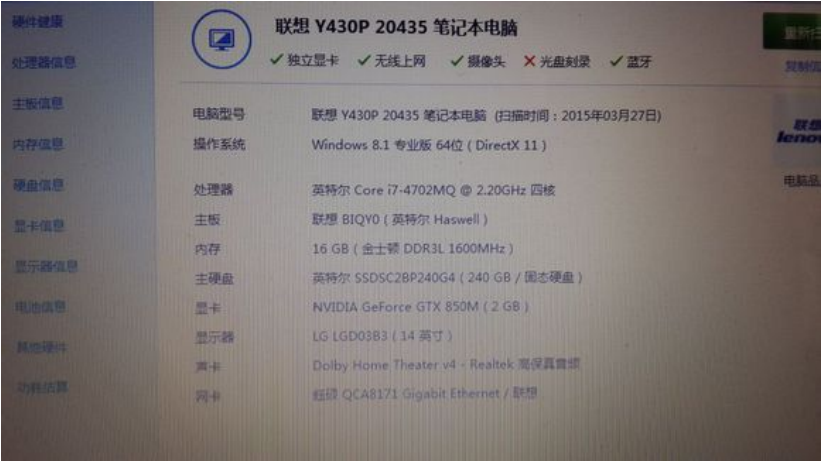 硬件健康
处理器信息
主板信息
内存信息
硬盘信息
显卡信息
显示器信息
电池信息
其他硬件
功耗估算
联想 Y430P 20435 笔记本电脑
✓独立显卡 ✓无线上网 ✓摄像头 ✗光盘刻录 ✓蓝牙
电脑型号 联想 Y430P 20435 笔记本电脑 (扫描时间：2015年03月27日)
操作系统 Windows 8.1 专业版 64位 ( DirectX 11 )
处理器 英特尔 Core i7-4702MQ @ 2.20GHz 四核
主板 联想 BIQY0 ( 英特尔 Haswell )
内存 16 GB ( 金士顿 DDR3L 1600MHz )
主硬盘 英特尔 SSDSC2BP240G4 ( 240 GB / 固态硬盘 )
显卡 NVIDIA GeForce GTX 850M ( 2 GB )
显示器 LG LGD03B3 ( 14 英寸 )
声卡 Dolby Home Theater v4 - Realtek 高保真音频
网卡 钰硕 QCA8171 Gigabit Ethernet / 联想
重新扫
复制信
联想
lenovo
电脑品